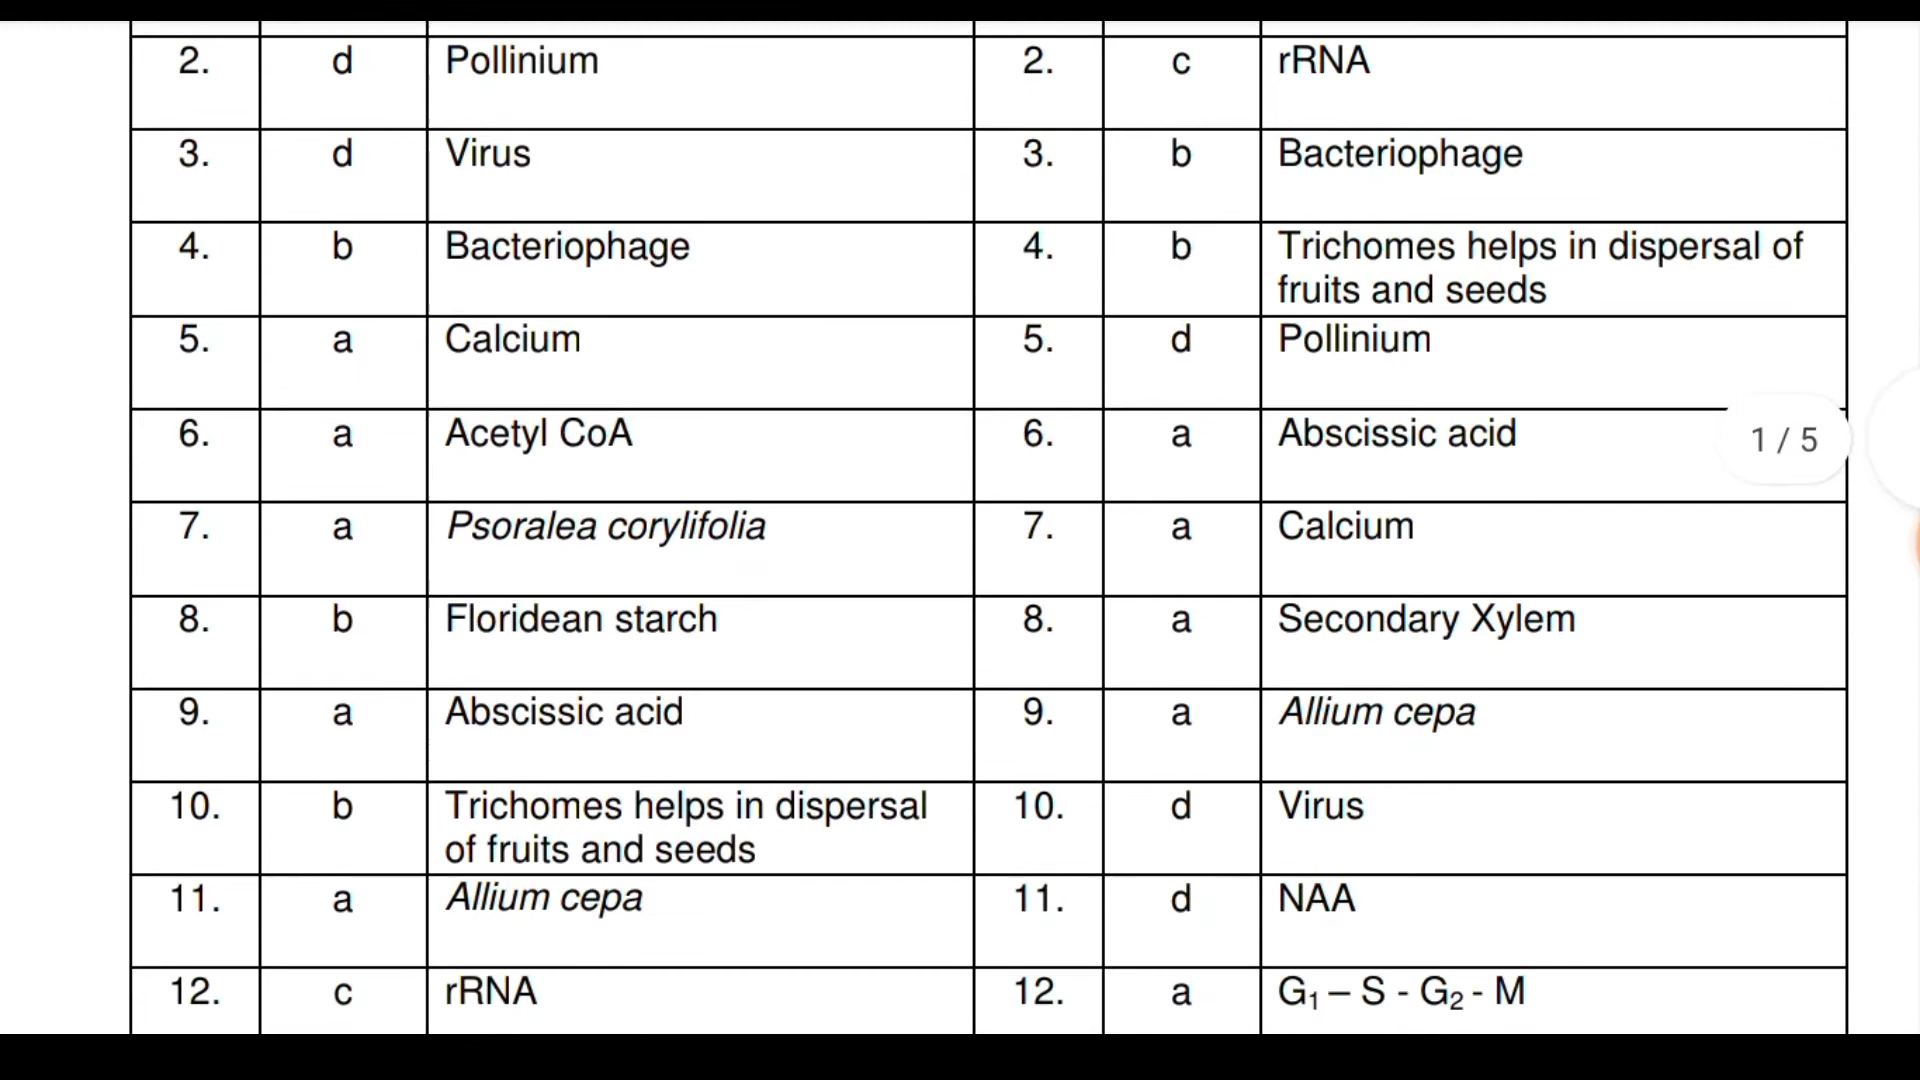 2. d Pollinium 2. c rRNA
3. d Virus 3. b Bacteriophage
4. b Bacteriophage 4. b Trichomes helps in dispersal of
fruits and seeds
5. a Calcium 5. d Pollinium
6. a Acetyl CoA 6. a Abscissic acid 1 / 5
7. a Psoralea corylifolia 7. a Calcium
8. b Floridean starch 8. a Secondary Xylem
9. a Abscissic acid 9. a Allium cepa
10. b Trichomes helps in dispersal 10. d Virus
of fruits and seeds
11. a Allium cepa 11. d NAA
12. c rRNA 12. a G₁ – S - G₂ - M